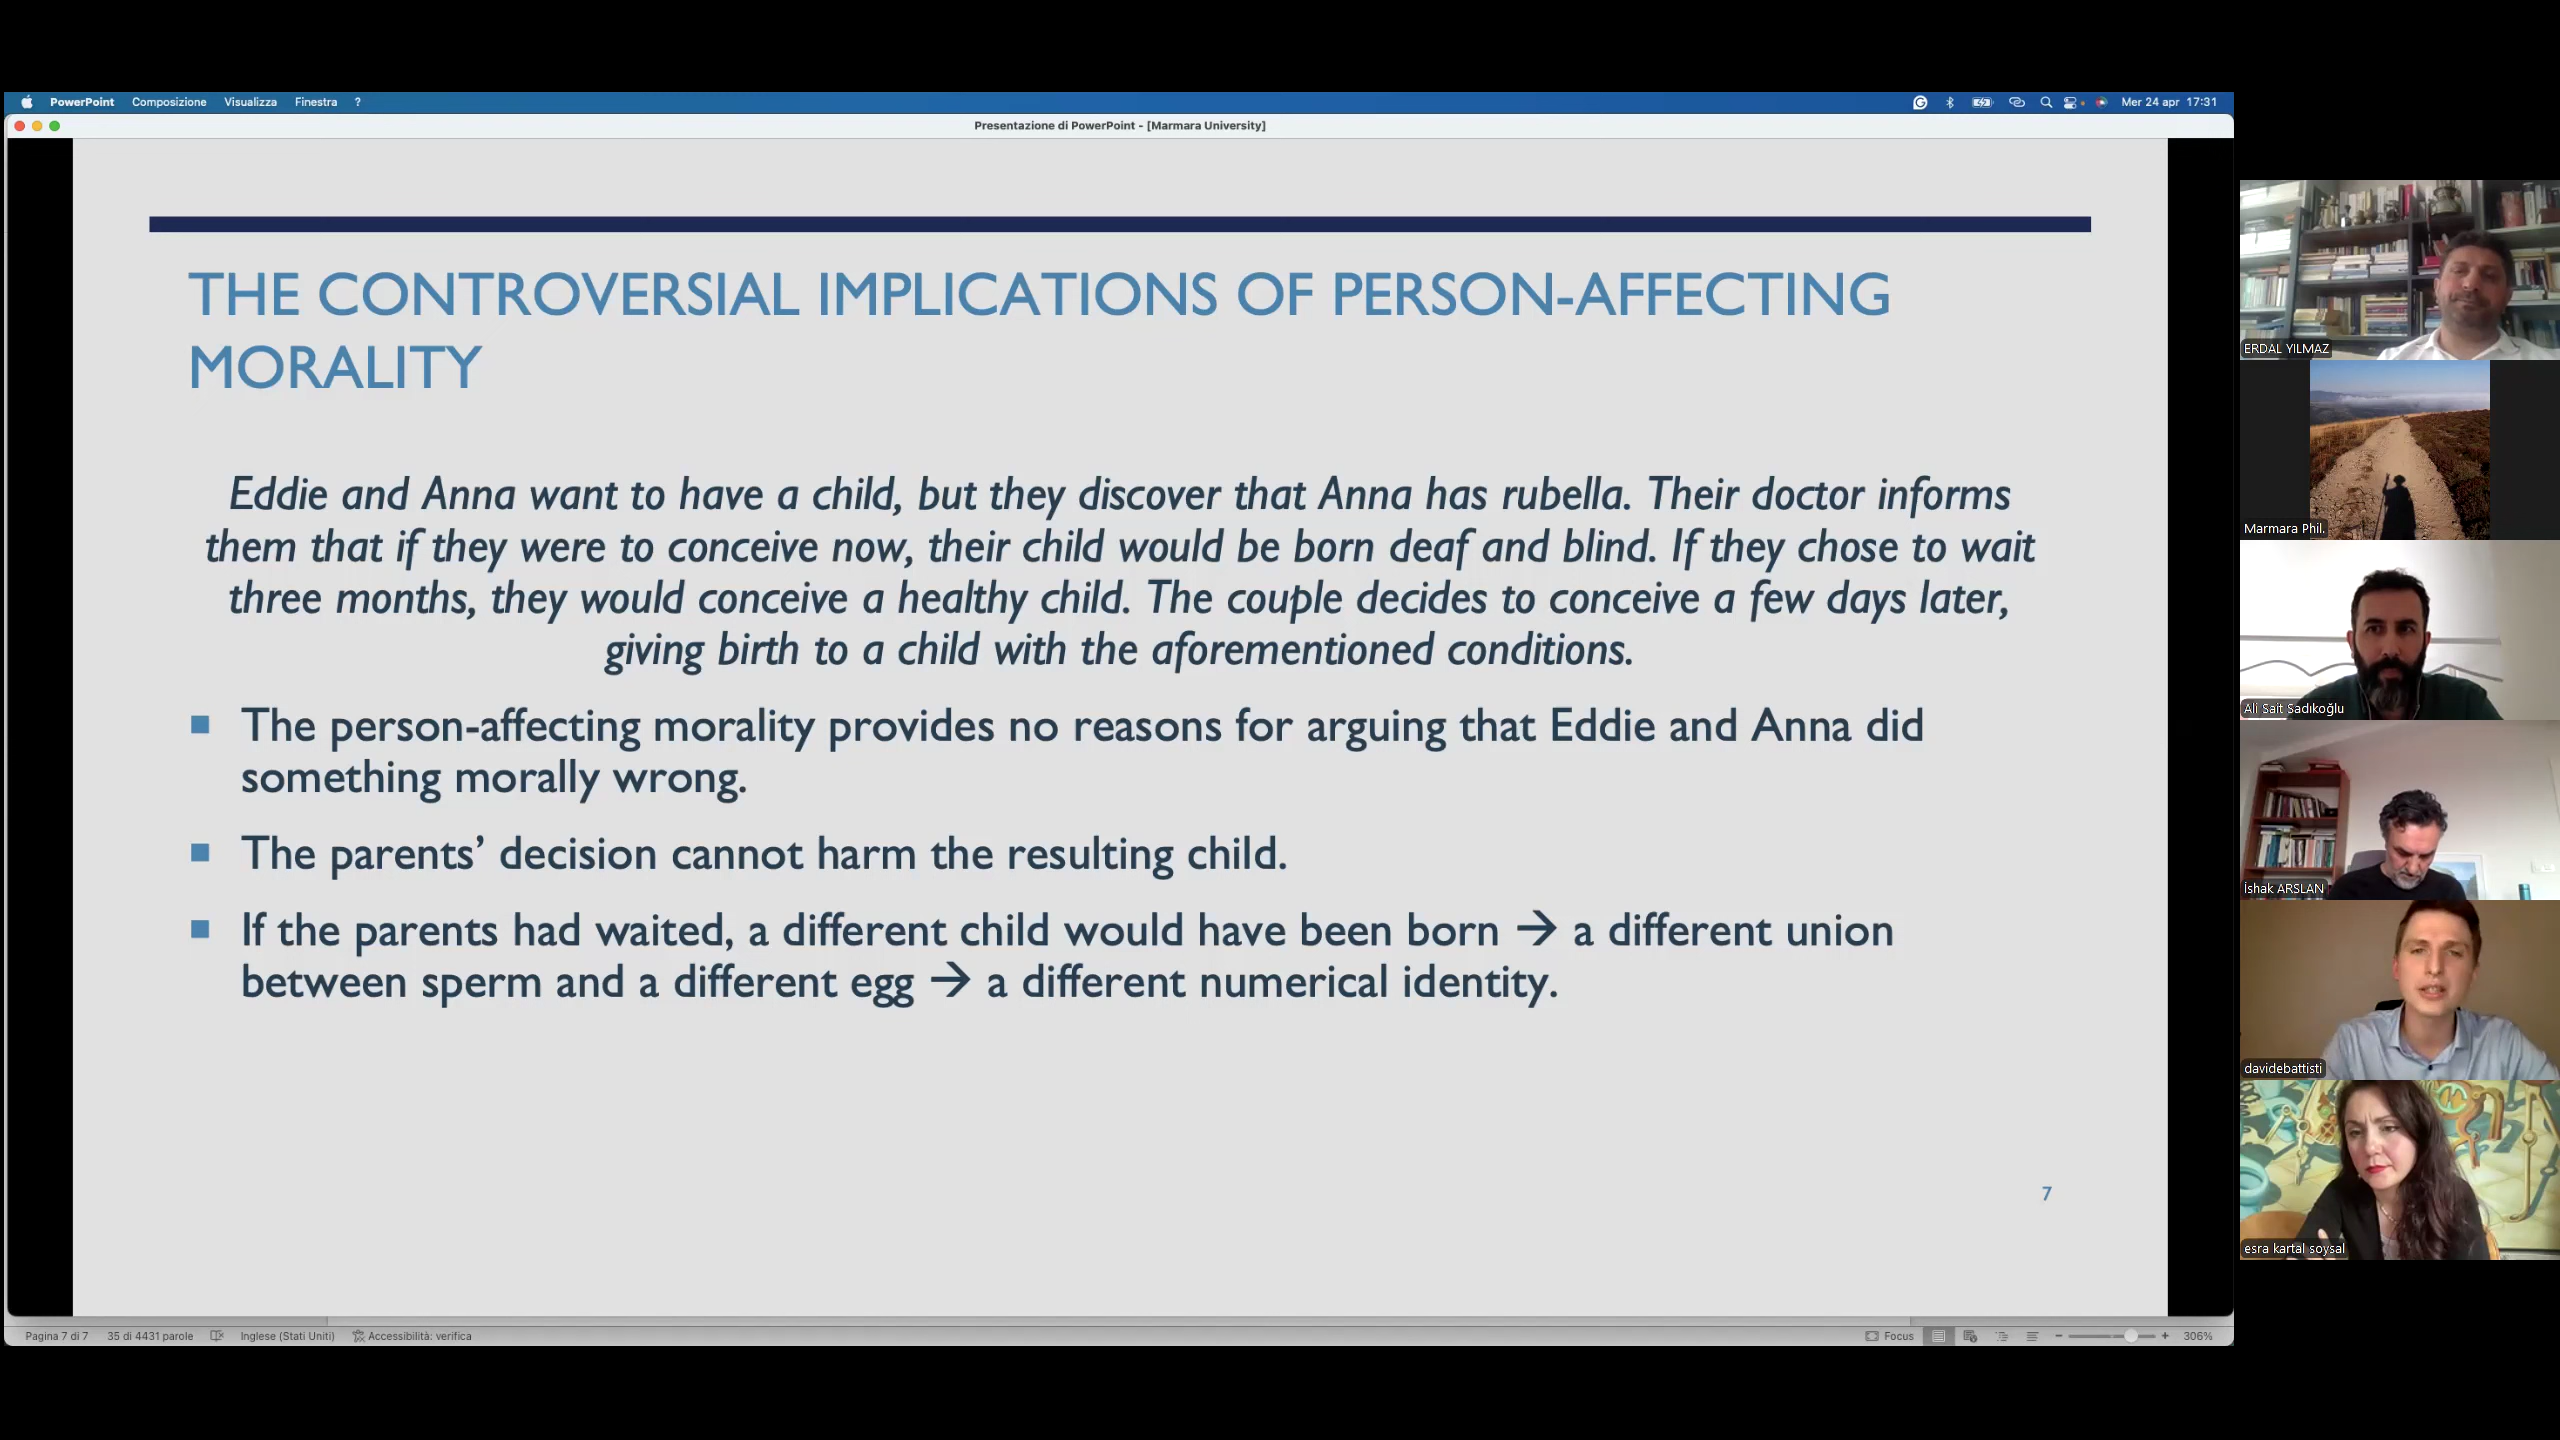 PowerPoint Composizione Visualizza Finestra ?
Mer 24 apr 17:31
Presentazione di PowerPoint - [Marmara University]
THE CONTROVERSIAL IMPLICATIONS OF PERSON-AFFECTING
MORALITY
Eddie and Anna want to have a child, but they discover that Anna has rubella. Their doctor informs
them that if they were to conceive now, their child would be born deaf and blind. If they chose to wait
three months, they would conceive a healthy child. The couple decides to conceive a few days later,
giving birth to a child with the aforementioned conditions.
The person-affecting morality provides no reasons for arguing that Eddie and Anna did
something morally wrong.
The parents’ decision cannot harm the resulting child.
If the parents had waited, a different child would have been born → a different union
between sperm and a different egg → a different numerical identity.
7
Pagina 7 di 7 35 di 4431 parole Inglese (Stati Uniti) Accessibilità: verifica
Focus
306%
ERDAL YILMAZ
Marmara Phil.
Ali Sait Sadıkoğlu
İshak ARSLAN
davidebattisti
esra kartal soysal